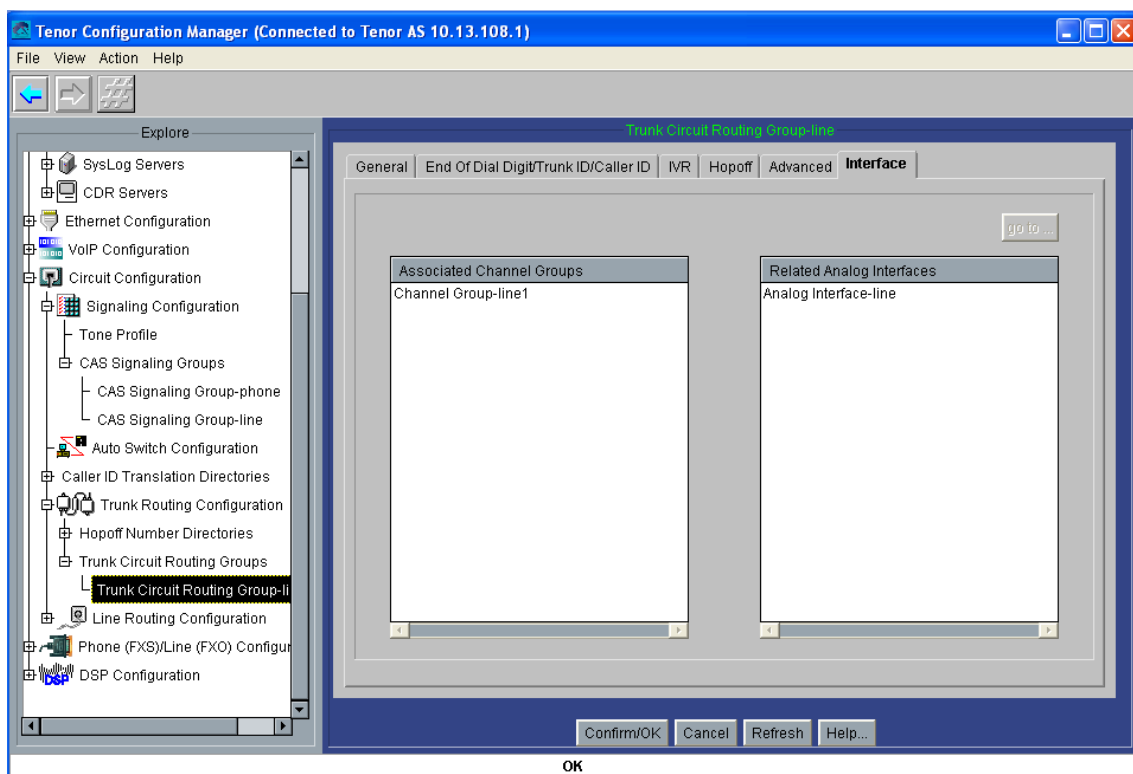 Tenor Configuration Manager (Connected to Tenor AS 10.13.108.1)
File View Action Help
Explore
SysLog Servers
CDR Servers
Ethernet Configuration
VoIP Configuration
Circuit Configuration
Signaling Configuration
Tone Profile
CAS Signaling Groups
CAS Signaling Group-phone
CAS Signaling Group-line
Auto Switch Configuration
Caller ID Translation Directories
Trunk Routing Configuration
Hopoff Number Directories
Trunk Circuit Routing Groups
Trunk Circuit Routing Group-li
Line Routing Configuration
Phone (FXS)/Line (FXO) Configur
DSP Configuration
Trunk Circuit Routing Group-line
General End Of Dial Digit/Trunk ID/Caller ID IVR Hopoff Advanced Interface
go to ...
Associated Channel Groups
Channel Group-line1
Related Analog Interfaces
Analog Interface-line
Confirm/OK Cancel Refresh Help...
OK